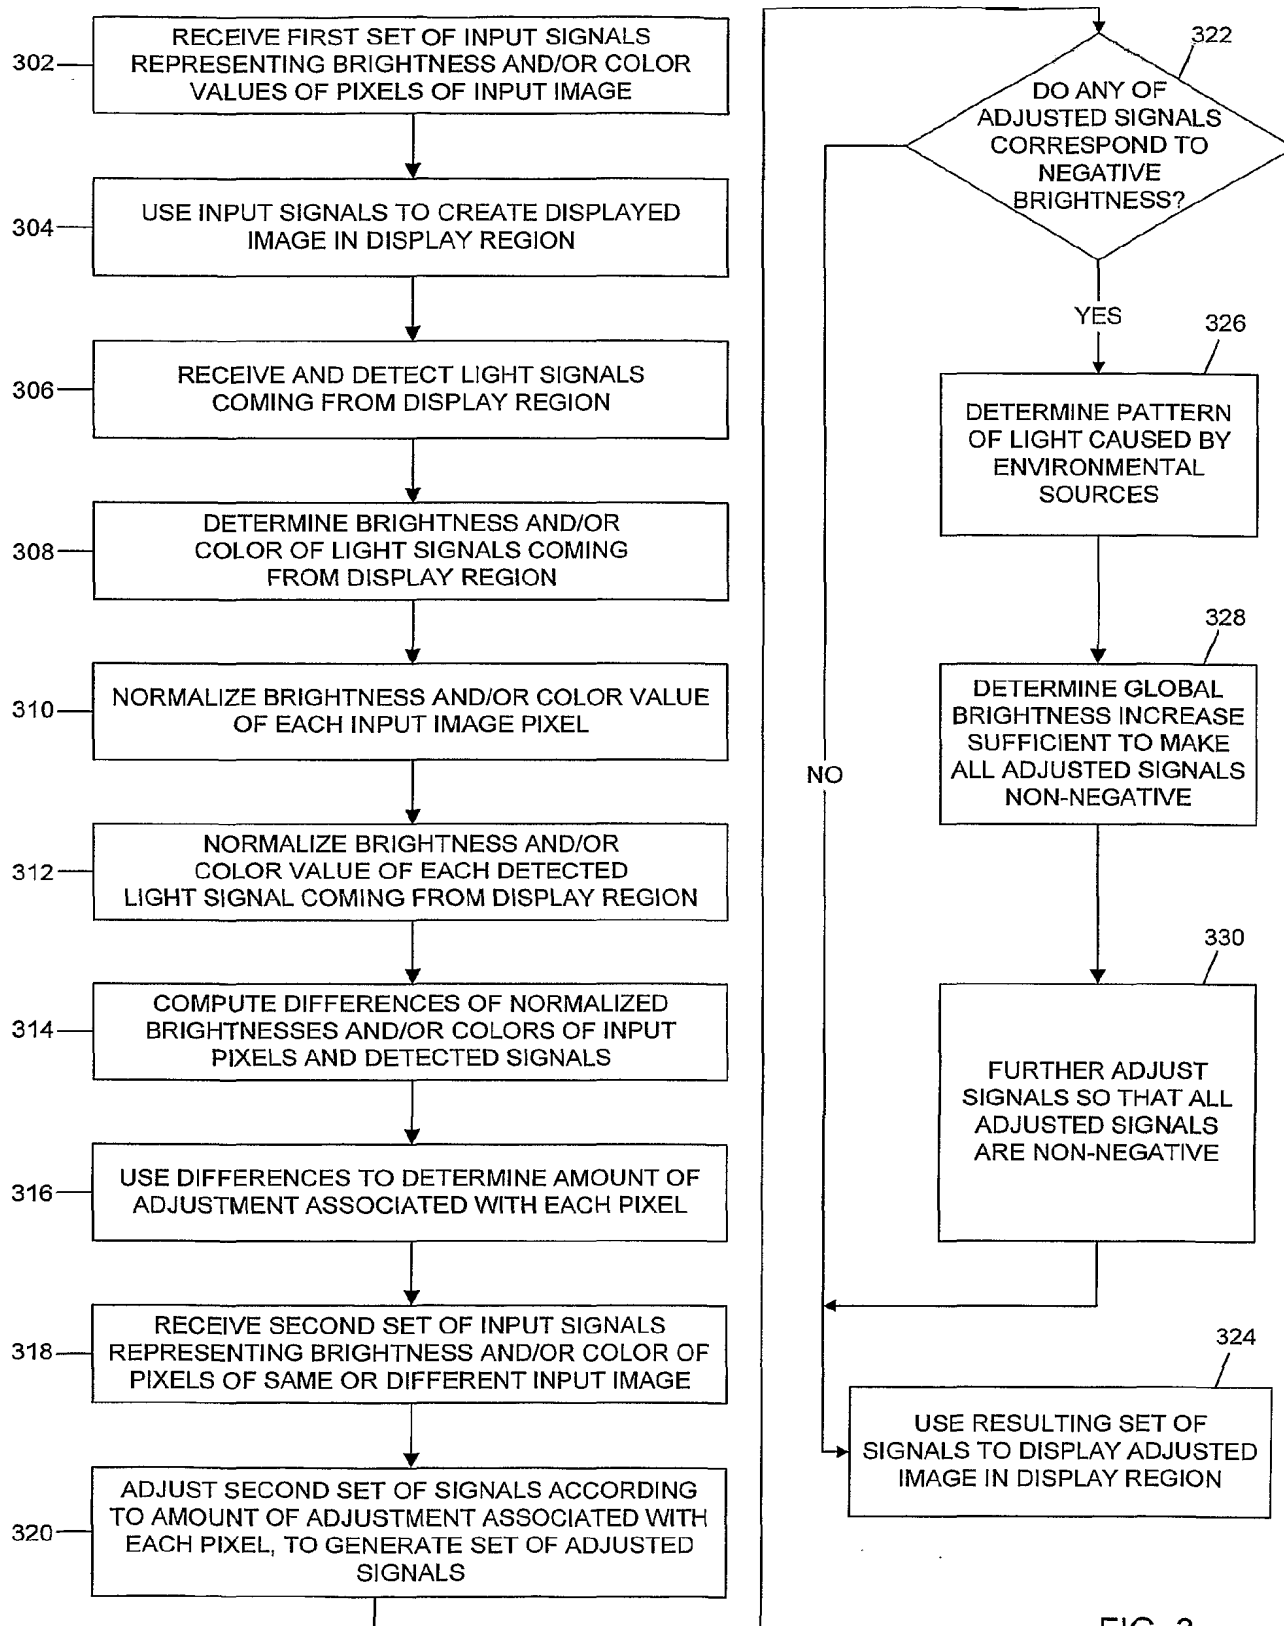 302
RECEIVE FIRST SET OF INPUT SIGNALS
REPRESENTING BRIGHTNESS AND/OR COLOR
VALUES OF PIXELS OF INPUT IMAGE
304
USE INPUT SIGNALS TO CREATE DISPLAYED
IMAGE IN DISPLAY REGION
306
RECEIVE AND DETECT LIGHT SIGNALS
COMING FROM DISPLAY REGION
308
DETERMINE BRIGHTNESS AND/OR
COLOR OF LIGHT SIGNALS COMING
FROM DISPLAY REGION
310
NORMALIZE BRIGHTNESS AND/OR COLOR VALUE
OF EACH INPUT IMAGE PIXEL
312
NORMALIZE BRIGHTNESS AND/OR
COLOR VALUE OF EACH DETECTED
LIGHT SIGNAL COMING FROM DISPLAY REGION
314
COMPUTE DIFFERENCES OF NORMALIZED
BRIGHTNESSES AND/OR COLORS OF INPUT
PIXELS AND DETECTED SIGNALS
316
USE DIFFERENCES TO DETERMINE AMOUNT OF
ADJUSTMENT ASSOCIATED WITH EACH PIXEL
318
RECEIVE SECOND SET OF INPUT SIGNALS
REPRESENTING BRIGHTNESS AND/OR COLOR OF
PIXELS OF SAME OR DIFFERENT INPUT IMAGE
320
ADJUST SECOND SET OF SIGNALS ACCORDING
TO AMOUNT OF ADJUSTMENT ASSOCIATED WITH
EACH PIXEL, TO GENERATE SET OF ADJUSTED
SIGNALS
322
DO ANY OF
ADJUSTED SIGNALS
CORRESPOND TO
NEGATIVE
BRIGHTNESS?
YES
NO
326
DETERMINE PATTERN
OF LIGHT CAUSED BY
ENVIRONMENTAL
SOURCES
328
DETERMINE GLOBAL
BRIGHTNESS INCREASE
SUFFICIENT TO MAKE
ALL ADJUSTED SIGNALS
NON-NEGATIVE
330
FURTHER ADJUST
SIGNALS SO THAT ALL
ADJUSTED SIGNALS
ARE NON-NEGATIVE
324
USE RESULTING SET OF
SIGNALS TO DISPLAY ADJUSTED
IMAGE IN DISPLAY REGION